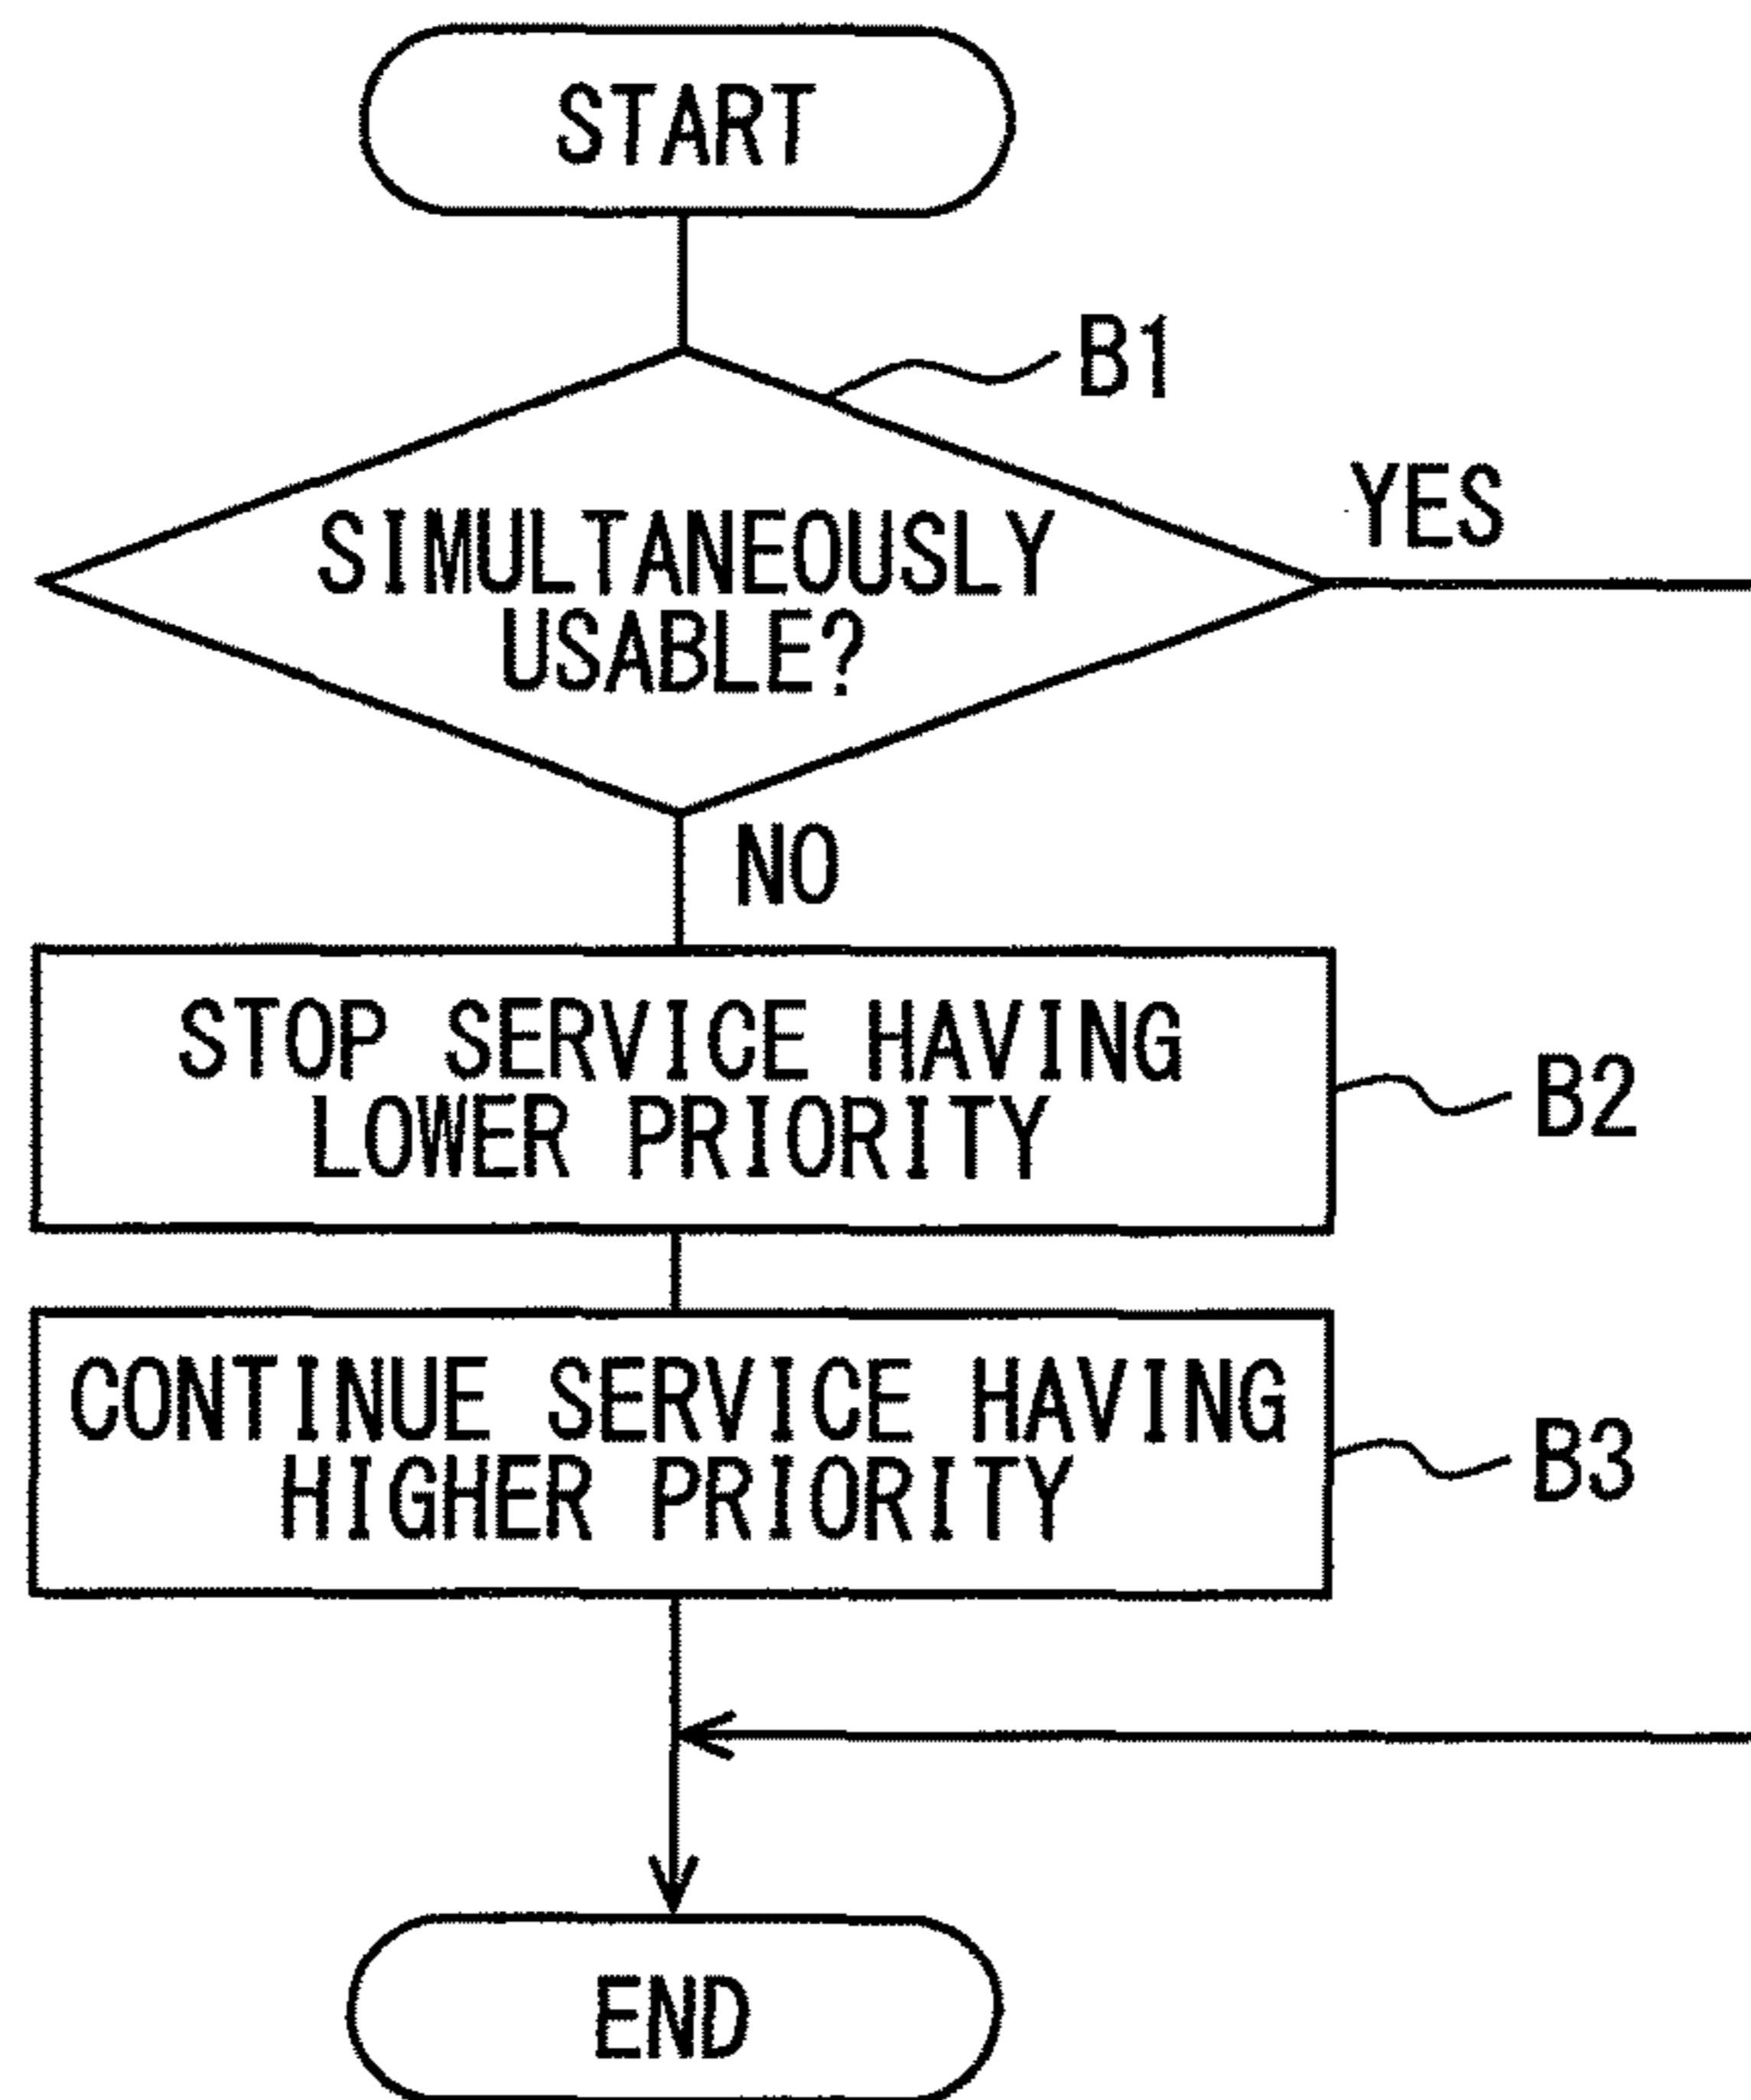 START
B1
YES
SIMULTANEOUSLY
USABLE?
NO
STOP SERVICE HAVING
LOWER PRIORITY
B2
CONTINUE SERVICE HAVING
HIGHER PRIORITY
B3
END